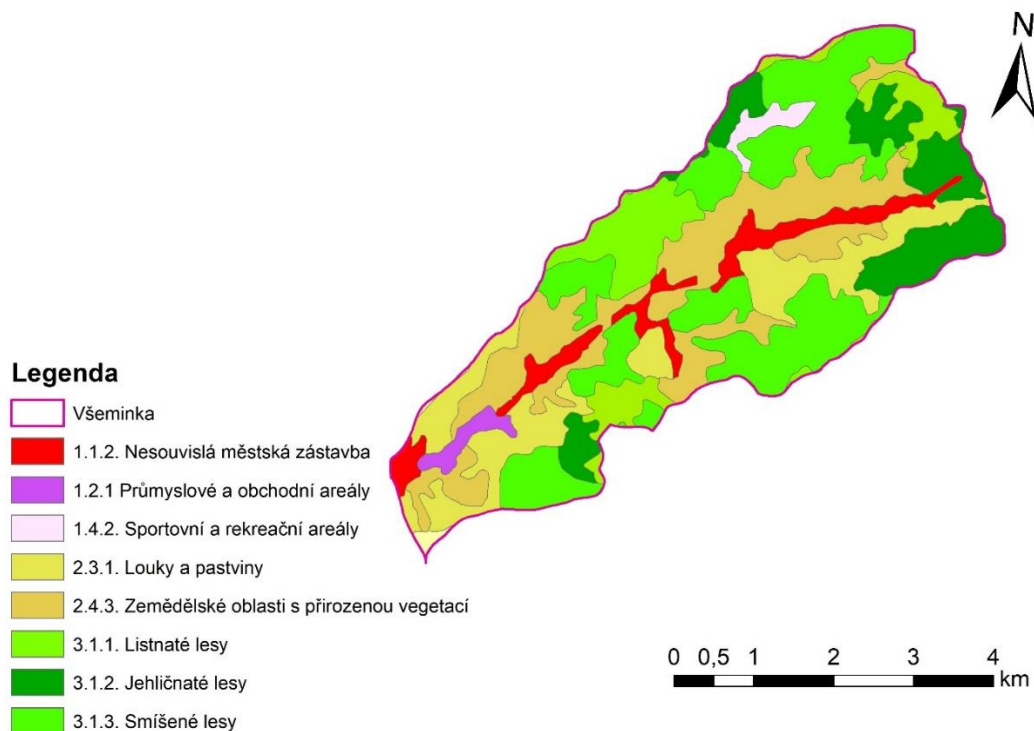 N
Legenda
Všeminka
1.1.2. Nesouvislá městská zástavba
1.2.1 Průmyslové a obchodní areály
1.4.2. Sportovní a rekreační areály
2.3.1. Louky a pastviny
2.4.3. Zemědělské oblasti s přirozenou vegetací
3.1.1. Listnaté lesy
3.1.2. Jehličnaté lesy
3.1.3. Smíšené lesy
0 0,5 1 2 3 4
km